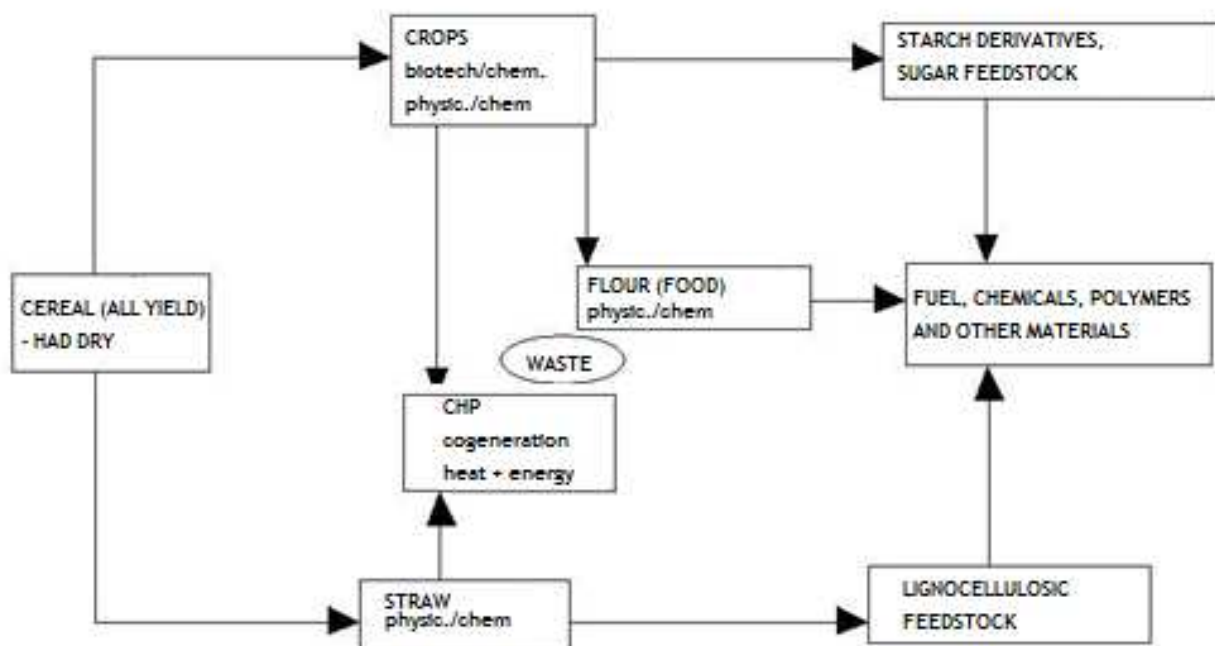 CROPS
biotech/chem.
physic./chem
STARCH DERIVATIVES,
SUGAR FEEDSTOCK
CEREAL (ALL YIELD)
- HAD DRY
FLOUR (FOOD)
physic./chem
FUEL, CHEMICALS, POLYMERS
AND OTHER MATERIALS
WASTE
CHP
cogeneration
heat + energy
STRAW
physic./chem
LIGNOCELLULOSIC
FEEDSTOCK